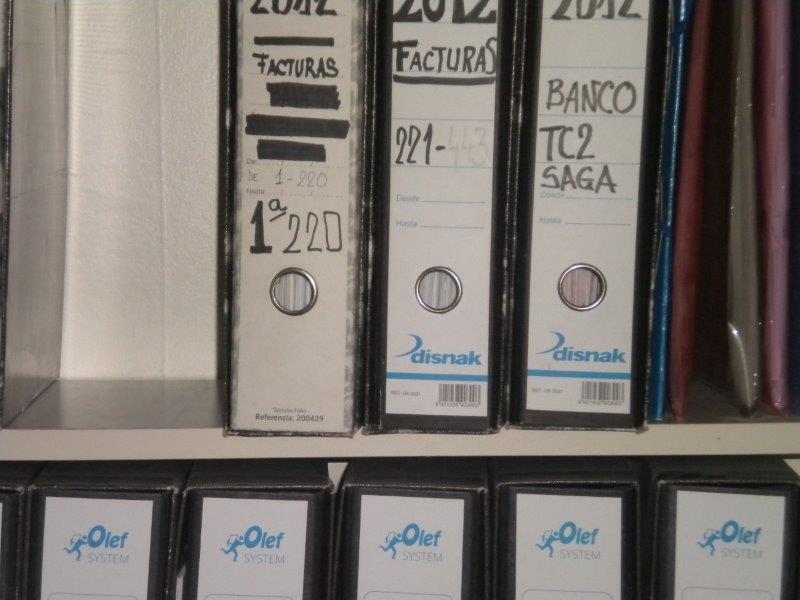 2012
FACTURAS
De
DE 1-220
Hasta
1ª 220
Tamaño Folio
Referencia: 200429
2012
FACTURAS
221-443
Desde
Hasta
disnak
2012
BANCO
TC2
SAGA
Desde
Hasta
disnak
Olef
SYSTEM
Olef
SYSTEM
Olef
SYSTEM
Olef
SYSTEM
Olef
SYSTEM